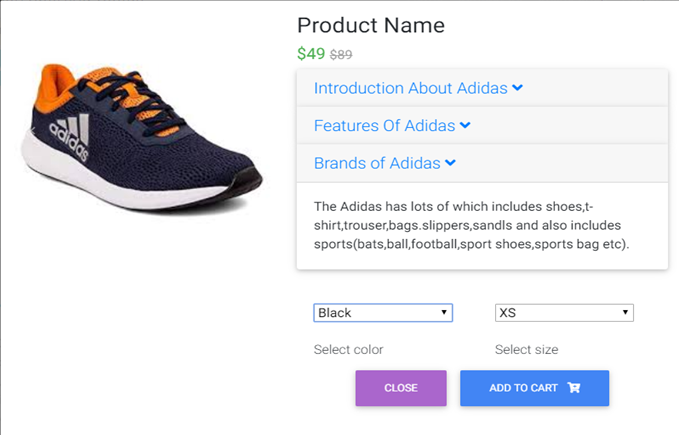 Product Name
$49 $89
Introduction About Adidas
Features Of Adidas
Brands of Adidas
The Adidas has lots of which includes shoes,t-
shirt,trouser,bags.slippers,sandls and also includes
sports(bats,ball,football,sport shoes,sports bag etc).
adidas
Black XS
Select color Select size
CLOSE ADD TO CART